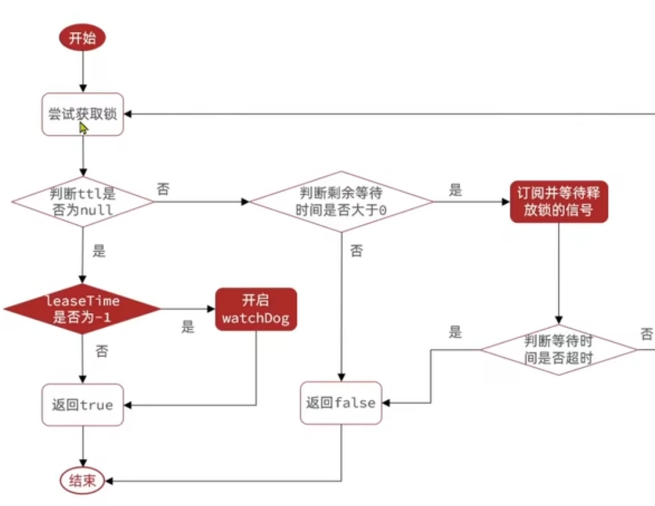 开始
尝试获取锁
判断ttl是
否为null
否
判断剩余等待
时间是否大于0
是
订阅并等待释
放锁的信号
是
否
leaseTime
是否为-1
是
开启
watchDog
否
是
判断等待时
间是否超时
否
返回true
返回false
结束